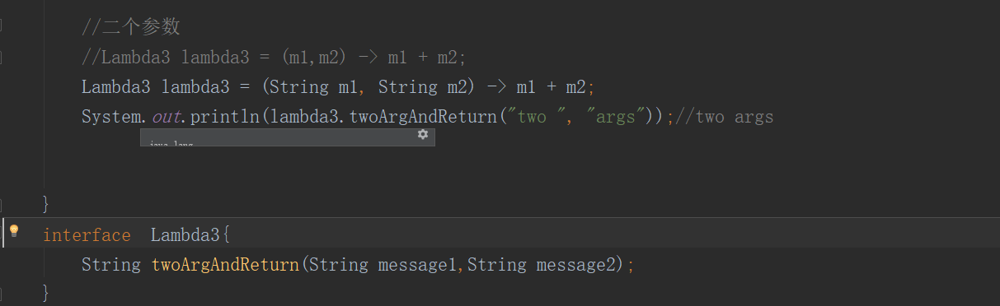 //二个参数
//Lambda3 lambda3 = (m1,m2) -> m1 + m2;
Lambda3 lambda3 = (String m1, String m2) -> m1 + m2;
System.out.println(lambda3.twoArgAndReturn("two ", "args"));//two args
java.lang
}
interface  Lambda3{
String twoArgAndReturn(String message1,String message2);
}